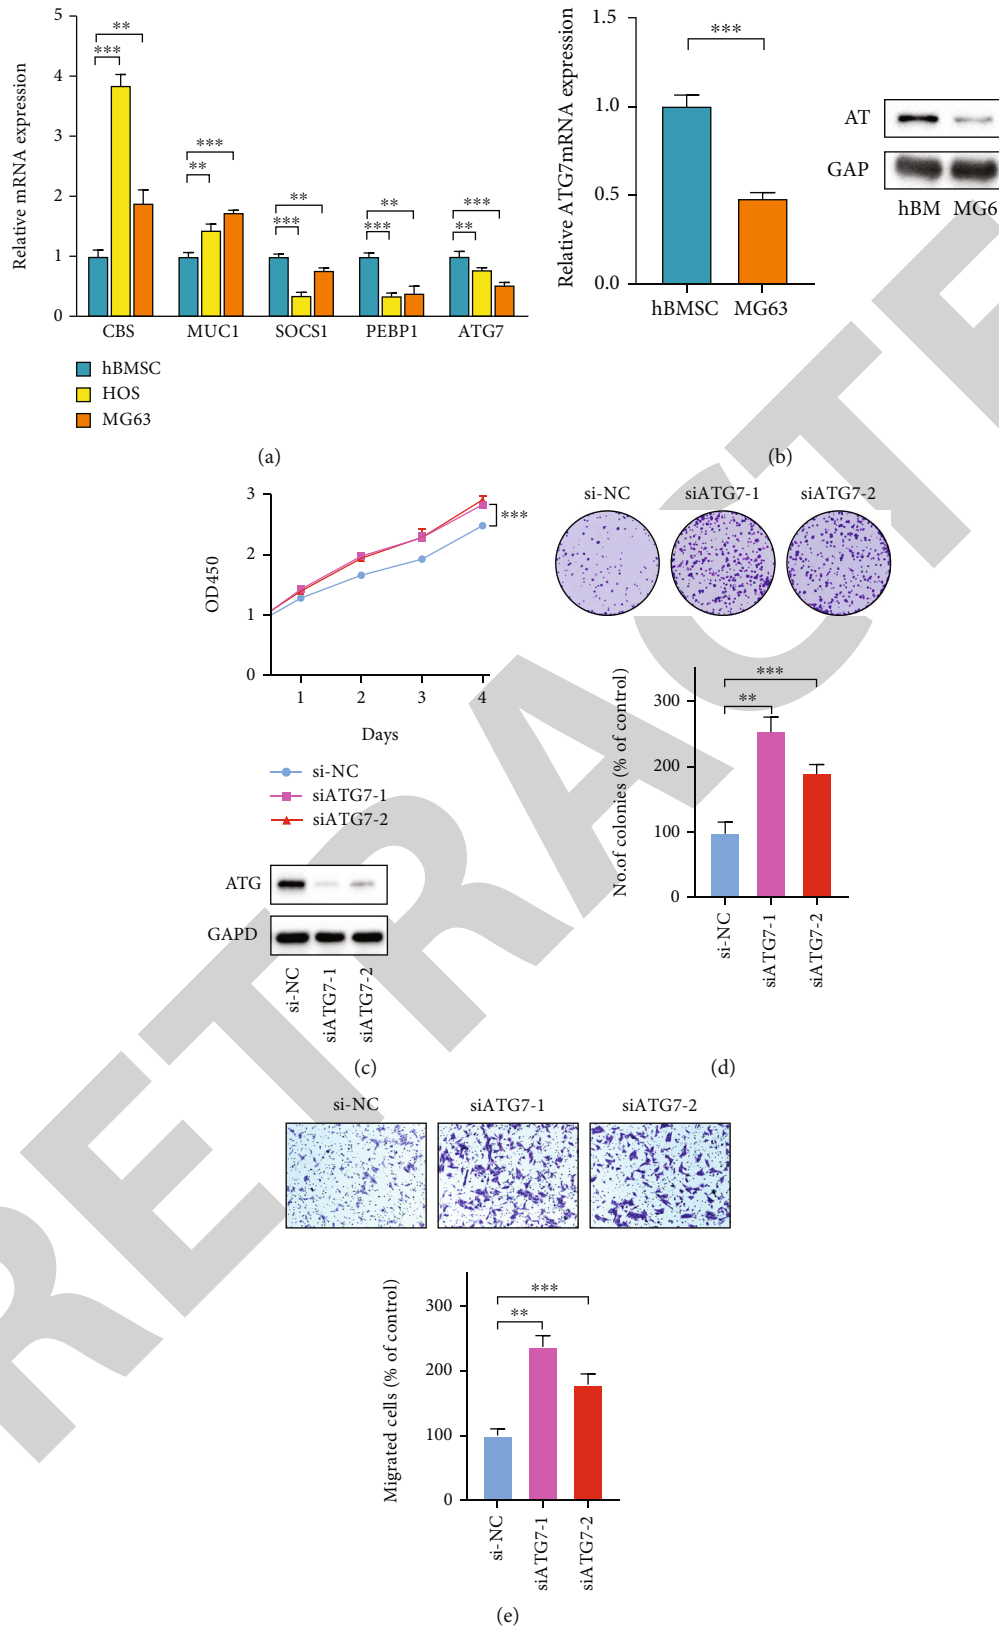 Relative mRNA expression
5
4
3
2
1
0
**
***
***
**
**
***
**
***
***
**
CBS
MUC1
SOCS1
PEBP1
ATG7
hBMSC
HOS
MG63
(a)
Relative ATG7mRNA expression
1.5
1.0
0.5
0.0
***
hBMSC
MG63
AT
GAP
hBM
MG6
(b)
OD450
3
2
1
0
***
1
2
3
4
Days
si-NC
siATG7-1
siATG7-2
ATG
GAPD
si-NC
siATG7-1
siATG7-2
(c)
si-NC
siATG7-1
siATG7-2
No.of colonies (% of control)
300
200
100
0
***
**
si-NC
siATG7-1
siATG7-2
(d)
si-NC
siATG7-1
siATG7-2
Migrated cells (% of control)
300
200
100
0
***
**
si-NC
siATG7-1
siATG7-2
(e)
RETRACTE